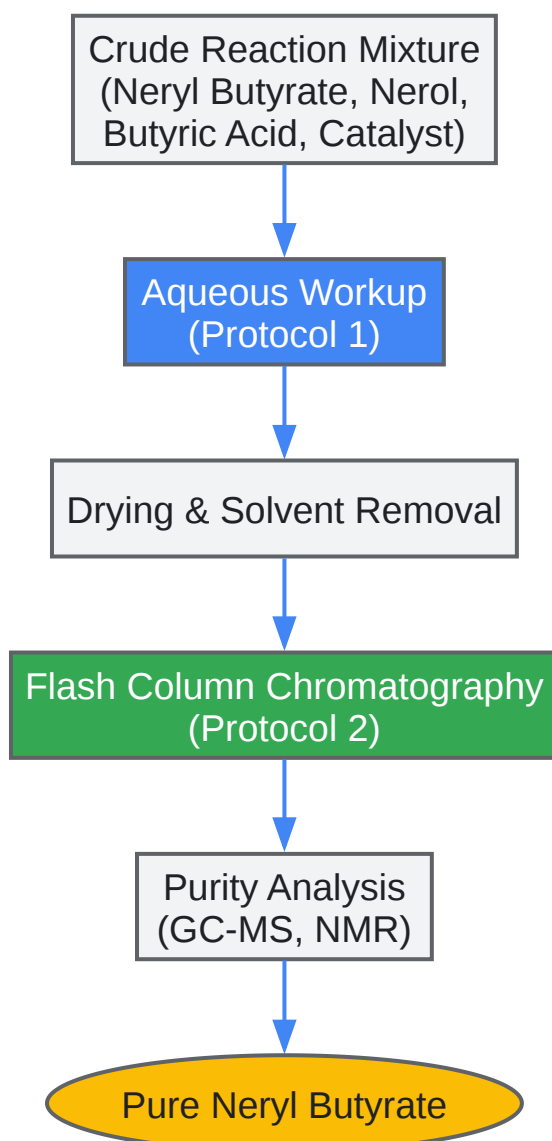 Crude Reaction Mixture
(Neryl Butyrate, Nerol,
Butyric Acid, Catalyst)
Aqueous Workup
(Protocol 1)
Drying & Solvent Removal
Flash Column Chromatography
(Protocol 2)
Purity Analysis
(GC-MS, NMR)
Pure Neryl Butyrate